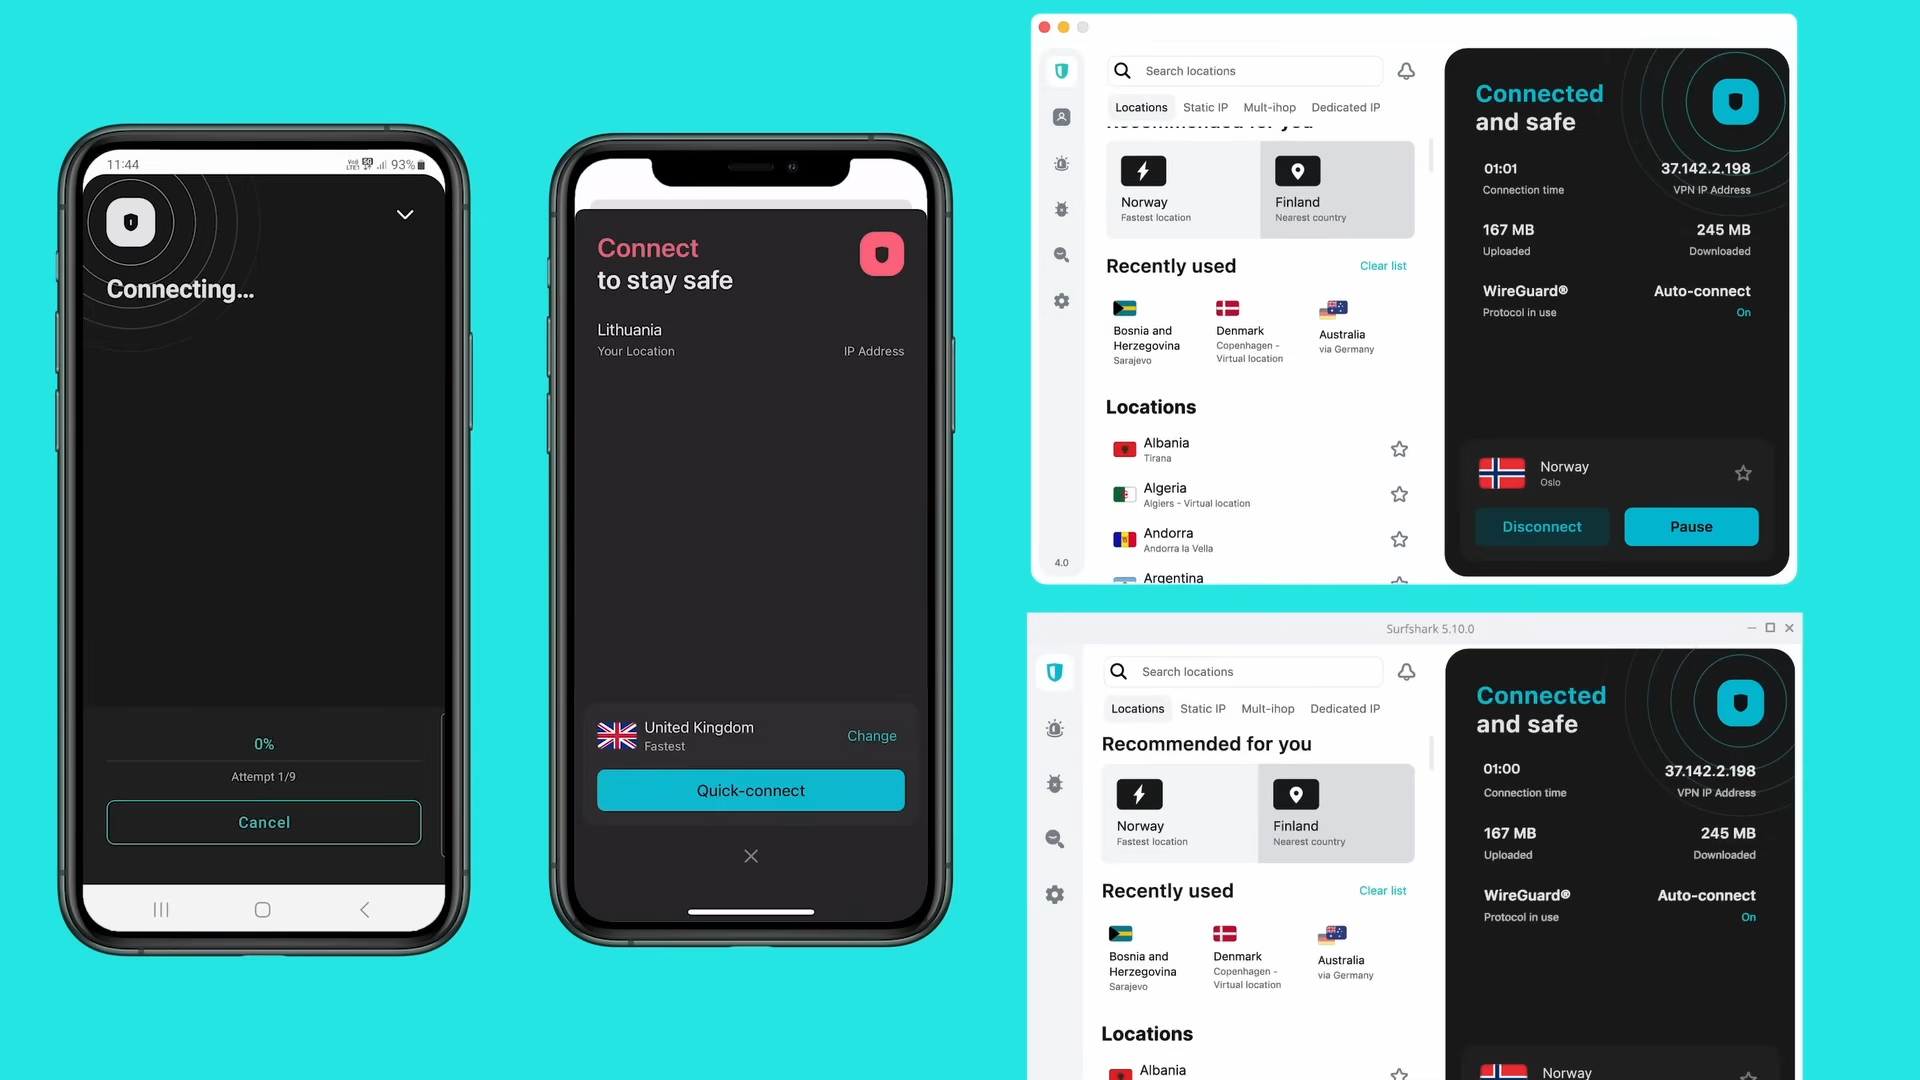 11:44
93%
Connecting...
0%
Attempt 1/9
Cancel
Connect
to stay safe
Lithuania
Your Location
IP Address
United Kingdom
Fastest
Change
Quick-connect
Search locations
Locations
Static IP
Mult-ihop
Dedicated IP
Recommended for you
Norway
Fastest location
Finland
Nearest country
Recently used
Clear list
Bosnia and
Herzegovina
Sarajevo
Denmark
Copenhagen -
Virtual location
Australia
via Germany
Locations
Albania
Tirana
Algeria
Algiers - Virtual location
Andorra
Andorra la Vella
Argentina
4.0
Connected
and safe
01:01
Connection time
37.142.2.198
VPN IP Address
167 MB
Uploaded
245 MB
Downloaded
WireGuard®
Protocol in use
Auto-connect
On
Norway
Oslo
Disconnect
Pause
Surfshark 5.10.0
Search locations
Locations
Static IP
Mult-ihop
Dedicated IP
Recommended for you
Norway
Fastest location
Finland
Nearest country
Recently used
Clear list
Bosnia and
Herzegovina
Sarajevo
Denmark
Copenhagen -
Virtual location
Australia
via Germany
Locations
Albania
Connected
and safe
01:00
Connection time
37.142.2.198
VPN IP Address
167 MB
Uploaded
245 MB
Downloaded
WireGuard®
Protocol in use
Auto-connect
On
Norway